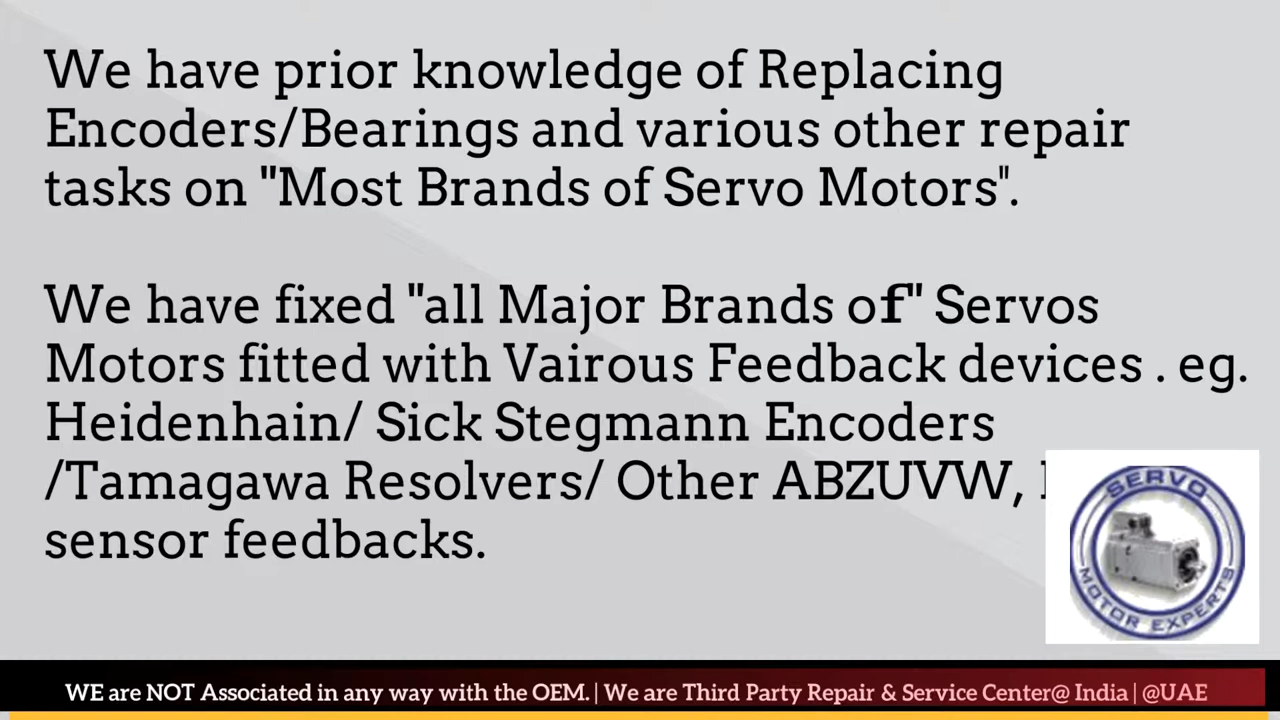 We have prior knowledge of Replacing
Encoders/Bearings and various other repair
tasks on "Most Brands of Servo Motors".
We have fixed "all Major Brands of" Servos
Motors fitted with Vairous Feedback devices . eg.
Heidenhain/ Sick Stegmann Encoders
/Tamagawa Resolvers/ Other ABZUVW,
sensor feedbacks.
SERVO
MOTOR EXPERTS
WE are NOT Associated in any way with the OEM. | We are Third Party Repair & Service Center@ India | @UAE